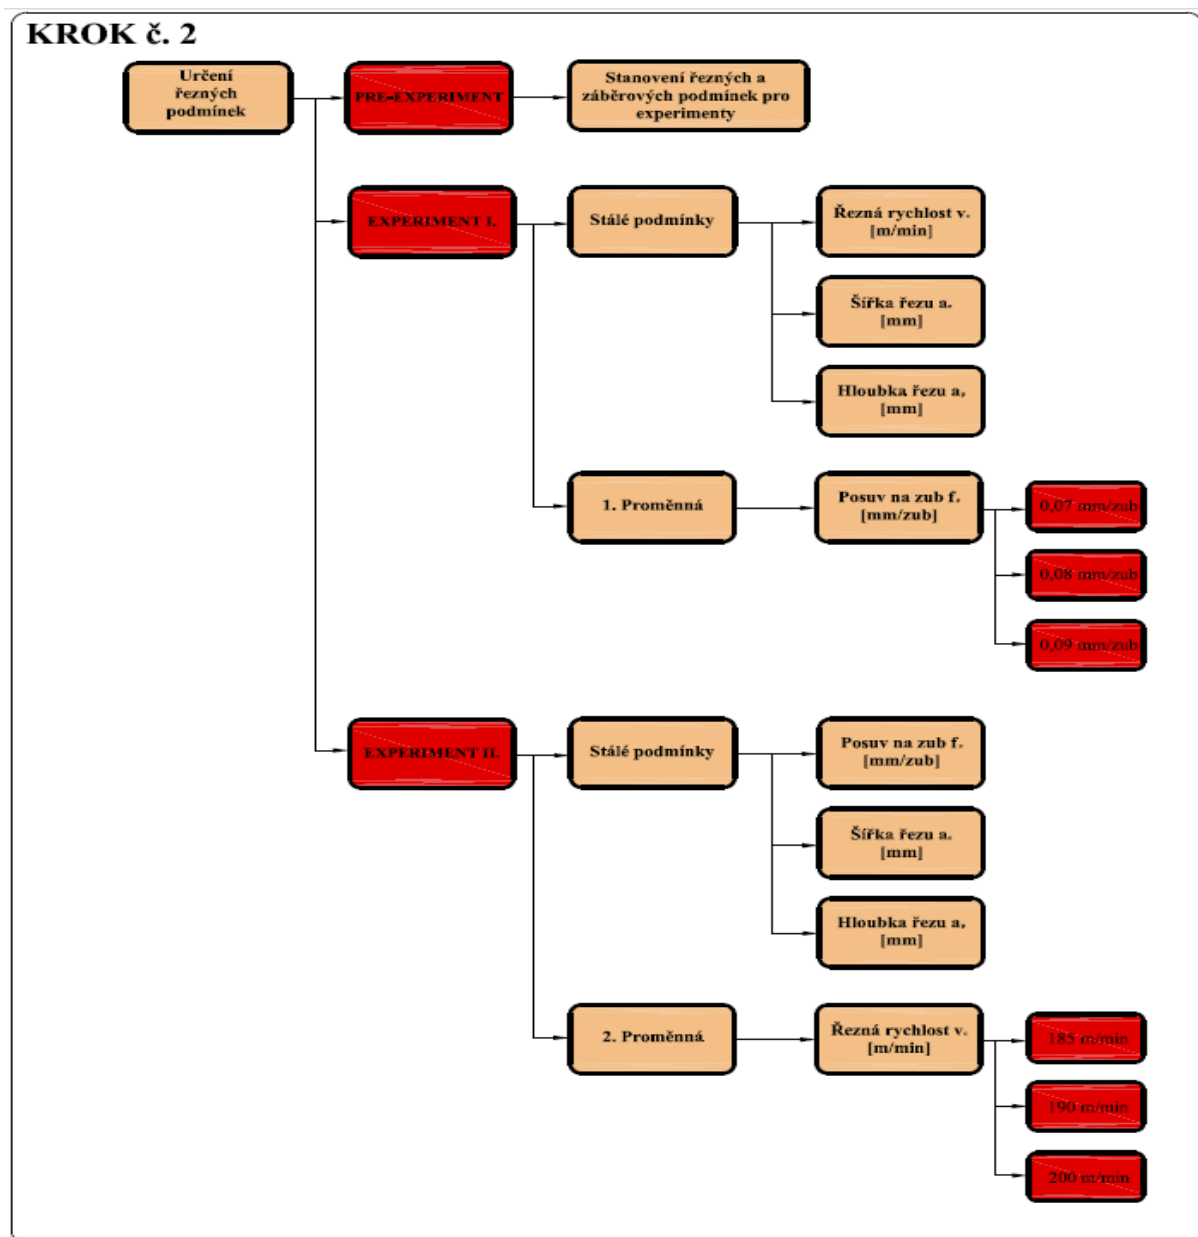 KROK č. 2
Určení
řezných
podmínek
PRE-EXPERIMENT
Stanovení řezných a
záběrových podmínek pro
experimenty
EXPERIMENT I.
Stálé podmínky
Řezná rychlost v.
[m/min]
Šířka řezu a.
[mm]
Hloubka řezu a,
[mm]
1. Proměnná
Posuv na zub f.
[mm/zub]
0,07 mm/zub
0,08 mm/zub
0,09 mm/zub
EXPERIMENT II.
Stálé podmínky
Posuv na zub f.
[mm/zub]
Šířka řezu a.
[mm]
Hloubka řezu a,
[mm]
2. Proměnná
Řezná rychlost v.
[m/min]
185 m/min
190 m/min
200 m/min